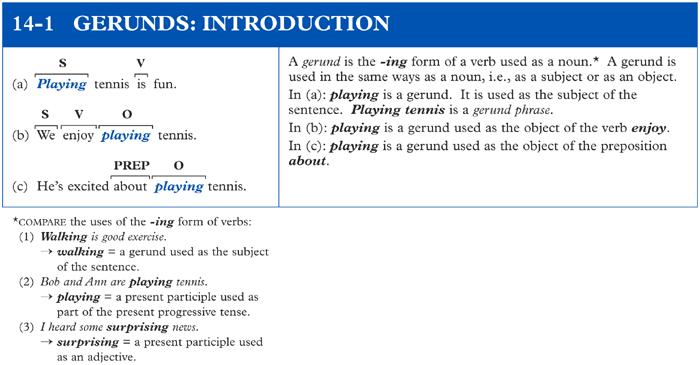 14-1 GERUNDS: INTRODUCTION
S V
(a) Playing tennis is fun.
S V O
(b) We enjoy playing tennis.
PREP O
(c) He's excited about playing tennis.
A gerund is the -ing form of a verb used as a noun.* A gerund is
used in the same ways as a noun, i.e., as a subject or as an object.
In (a): playing is a gerund. It is used as the subject of the
sentence. Playing tennis is a gerund phrase.
In (b): playing is a gerund used as the object of the verb enjoy.
In (c): playing is a gerund used as the object of the preposition
about.
*COMPARE the uses of the -ing form of verbs:
(1) Walking is good exercise.
→ walking = a gerund used as the subject
of the sentence.
(2) Bob and Ann are playing tennis.
→ playing = a present participle used as
part of the present progressive tense.
(3) I heard some surprising news.
→ surprising = a present participle used
as an adjective.